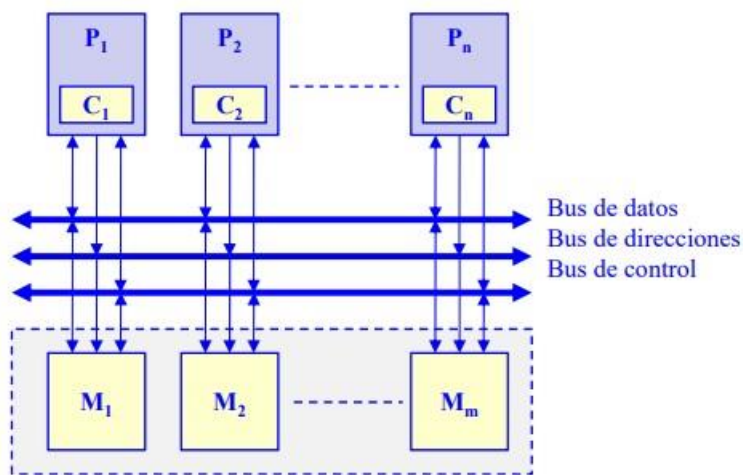 P₁ P₂ Pₙ
C₁ C₂ Cₙ
Bus de datos
Bus de direcciones
Bus de control
M₁ M₂ Mₘ